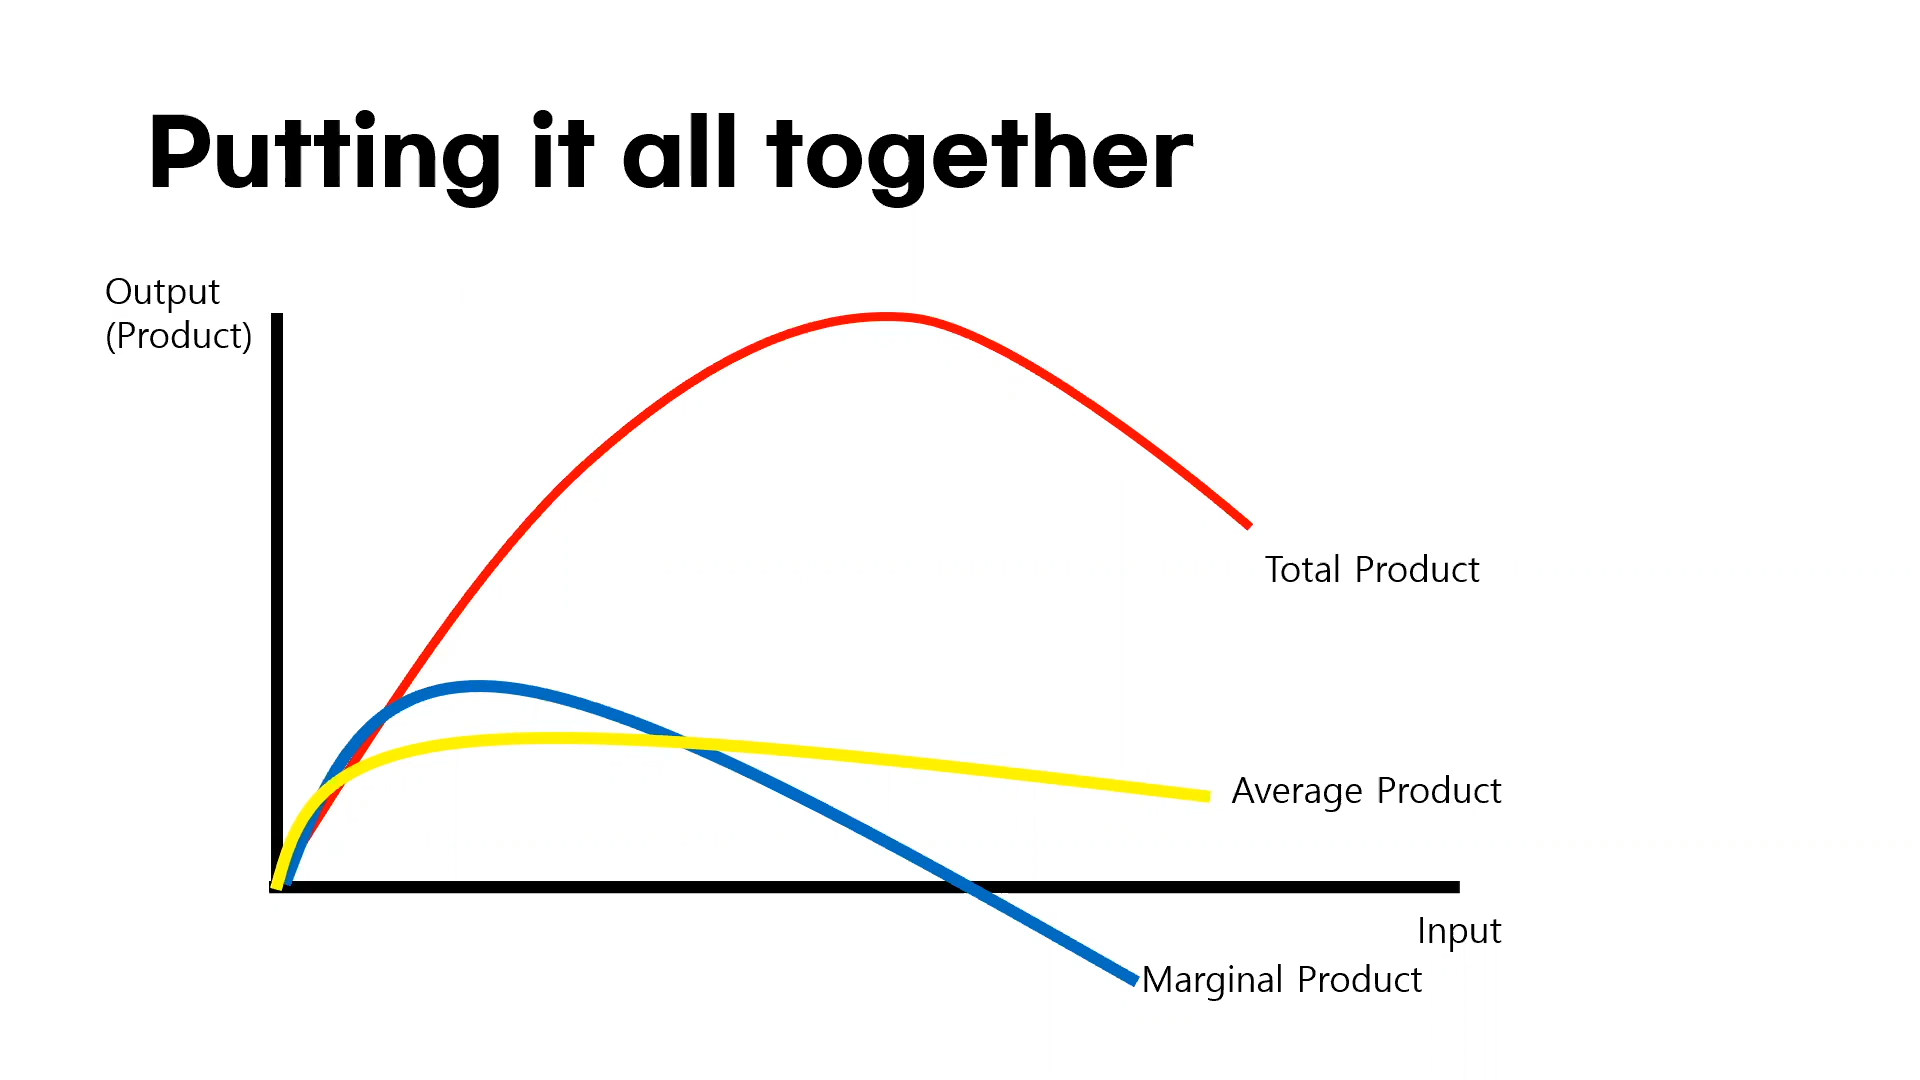 Putting it all together
Output
(Product)
Total Product
Average Product
Input
Marginal Product